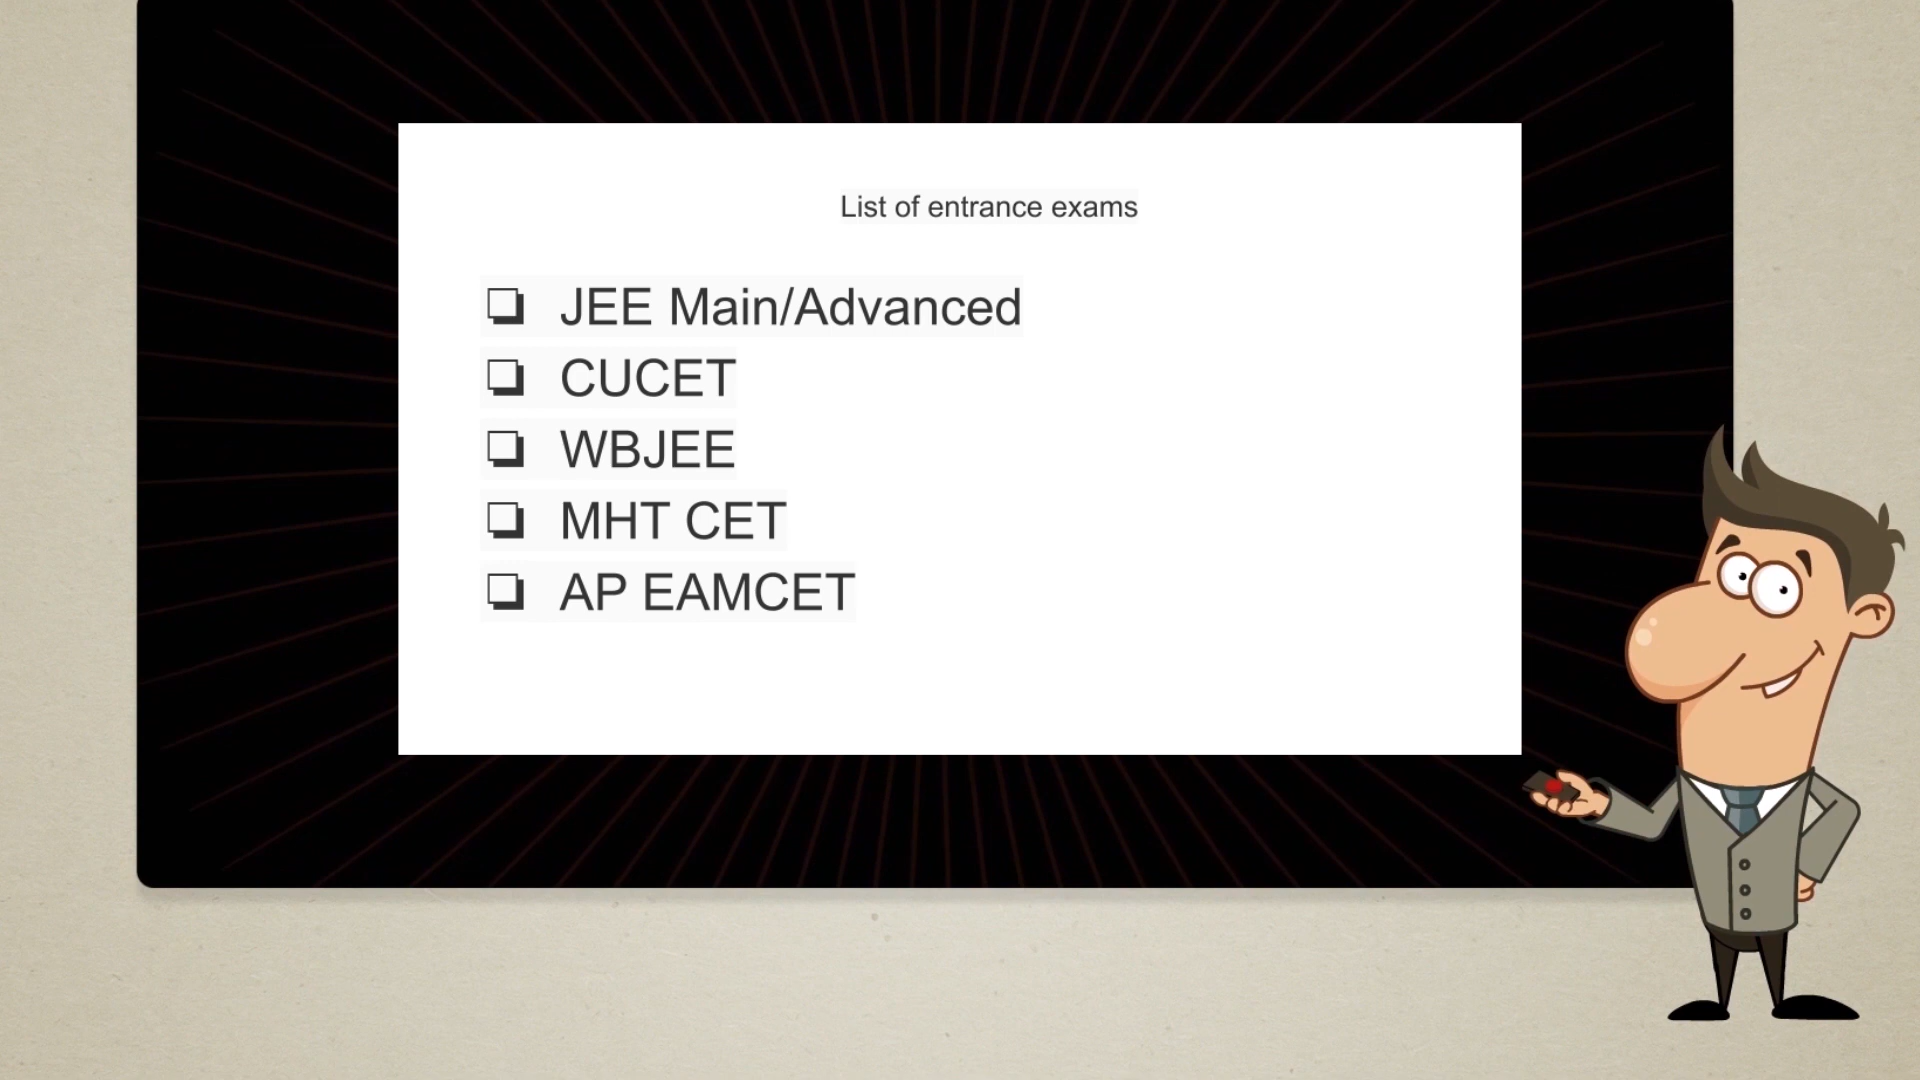 List of entrance exams
❏ JEE Main/Advanced
❏ CUCET
❏ WBJEE
❏ MHT CET
❏ AP EAMCET